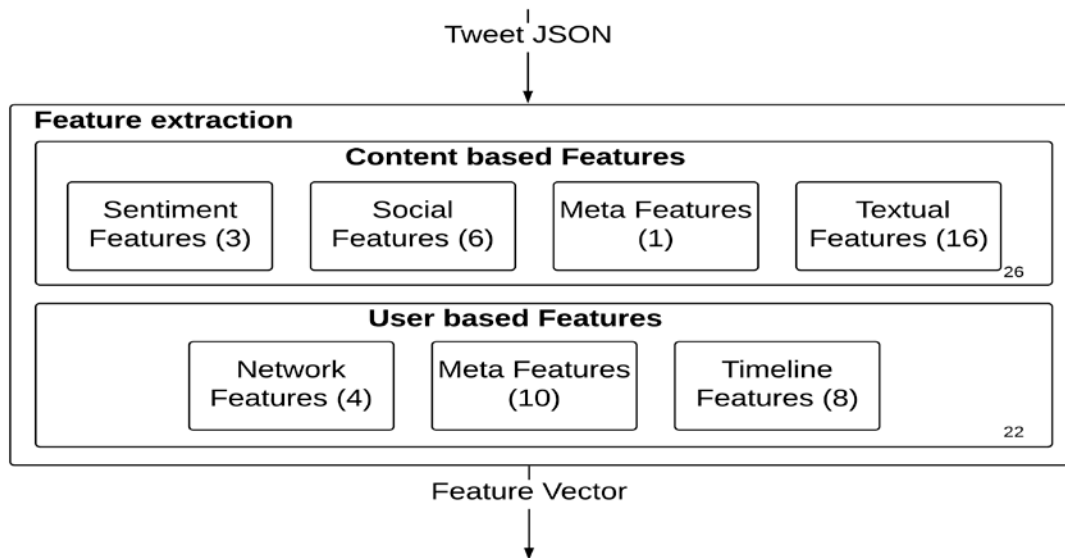 Tweet JSON
Feature extraction
Content based Features
Sentiment
Features (3)
Social
Features (6)
Meta Features
(1)
Textual
Features (16)
26
User based Features
Network
Features (4)
Meta Features
(10)
Timeline
Features (8)
22
Feature Vector